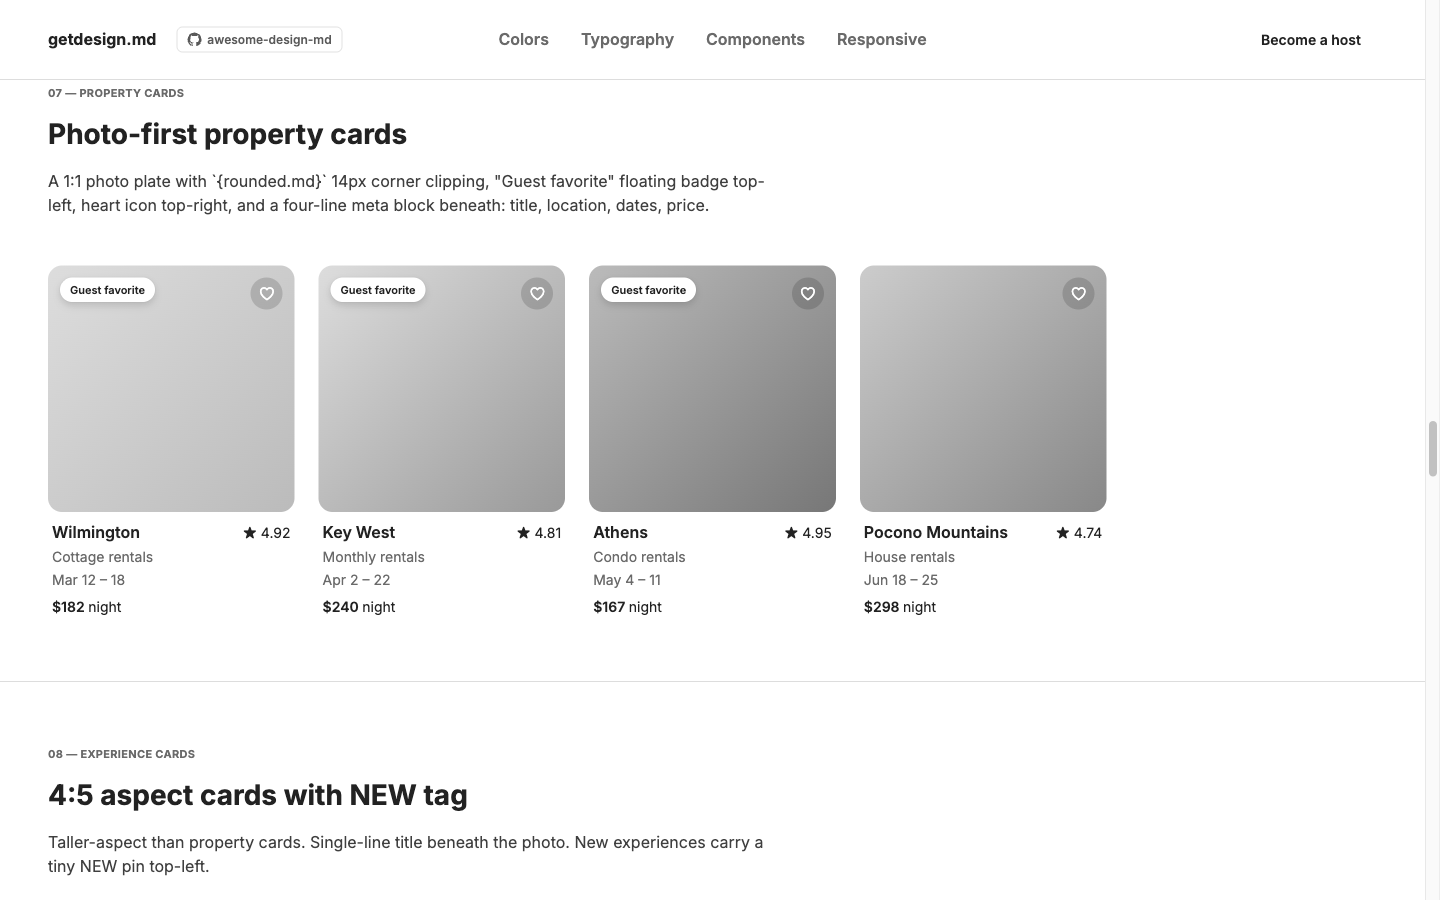 getdesign.md
awesome-design-md
Colors
Typography
Components
Responsive
Become a host
07 — PROPERTY CARDS
Photo-first property cards
A 1:1 photo plate with `{rounded.md}` 14px corner clipping, "Guest favorite" floating badge top-
left, heart icon top-right, and a four-line meta block beneath: title, location, dates, price.
Guest favorite
Wilmington
4.92
Cottage rentals
Mar 12 – 18
$182 night
Guest favorite
Key West
4.81
Monthly rentals
Apr 2 – 22
$240 night
Guest favorite
Athens
4.95
Condo rentals
May 4 – 11
$167 night
Pocono Mountains
4.74
House rentals
Jun 18 – 25
$298 night
08 — EXPERIENCE CARDS
4:5 aspect cards with NEW tag
Taller-aspect than property cards. Single-line title beneath the photo. New experiences carry a
tiny NEW pin top-left.